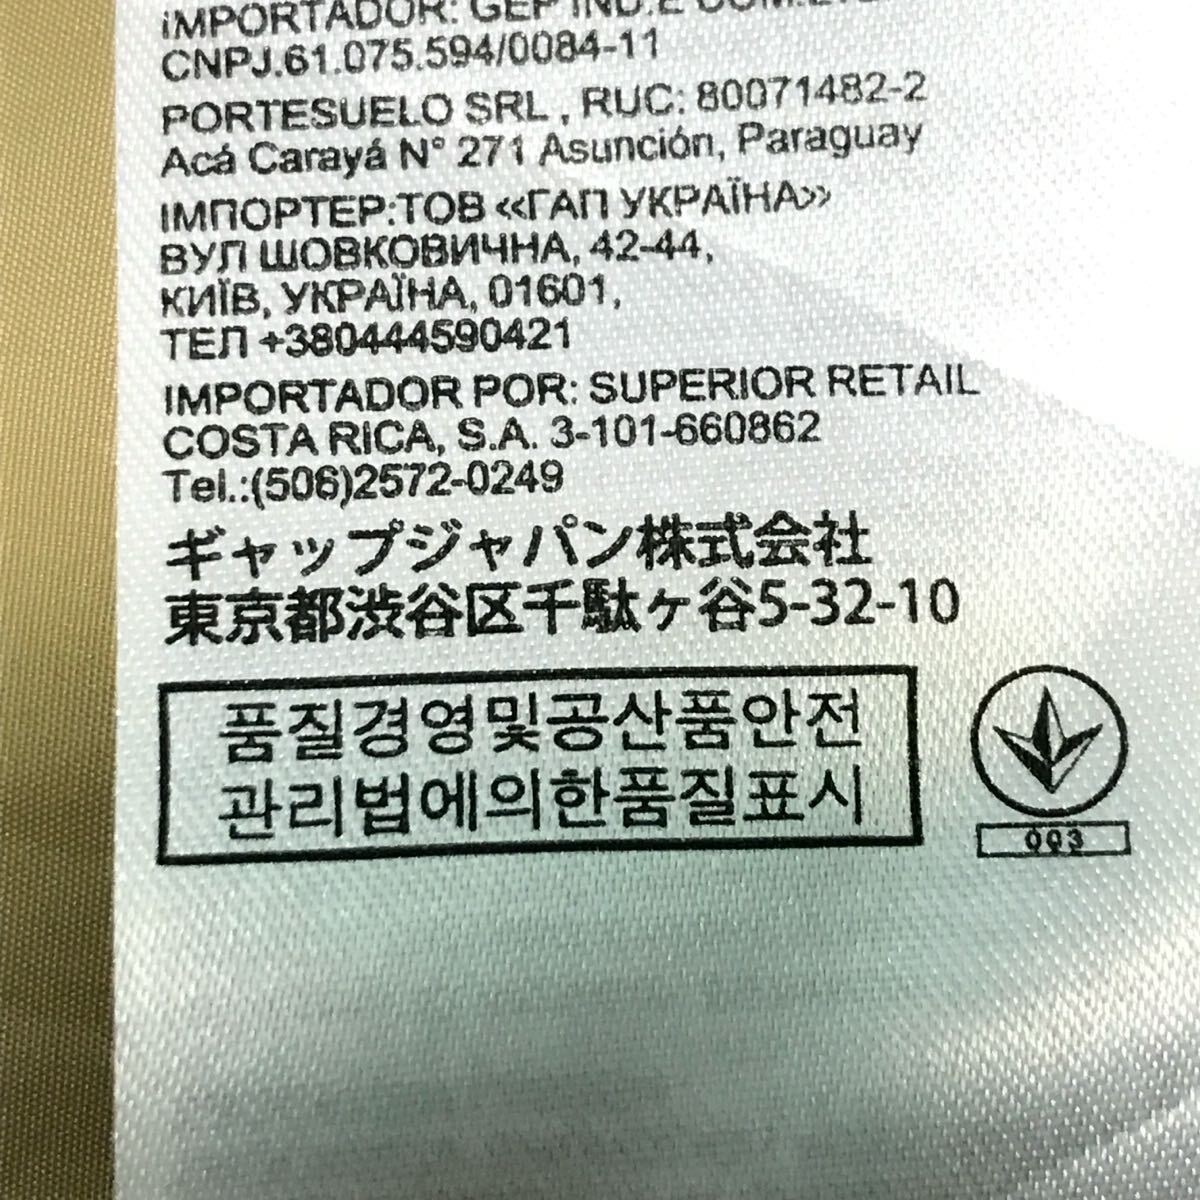 IMPORTADOR: GEP IND.E COM.
CNPJ.61.075.594/0084-11
PORTESUELO SRL , RUC: 80071482-2
Acá Carayá N° 271 Asunción, Paraguay
ІМПОРТЕР:ТОВ «ГАП УКРАЇНА»
ВУЛ ШОВКОВИЧНА, 42-44,
КИЇВ, УКРАЇНА, 01601,
ТЕЛ +380444590421
IMPORTADOR POR: SUPERIOR RETAIL
COSTA RICA, S.A. 3-101-660862
Tel.:(506)2572-0249
ギャップジャパン株式会社
東京都渋谷区千駄ヶ谷5-32-10
품질경영및공산품안전
관리법에의한품질표시
003